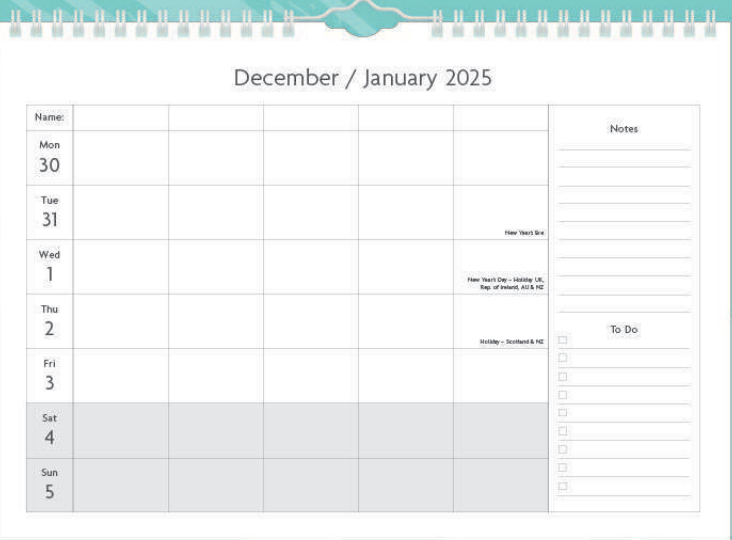 December / January 2025
Name:
Notes
Mon
30
Tue
31
New Year's Eve
Wed
1
New Year's Day – Holiday UK,
Rep. of Ireland, AU & NZ
Thu
2
Holiday – Scotland & NZ
To Do
Fri
3
Sat
4
Sun
5